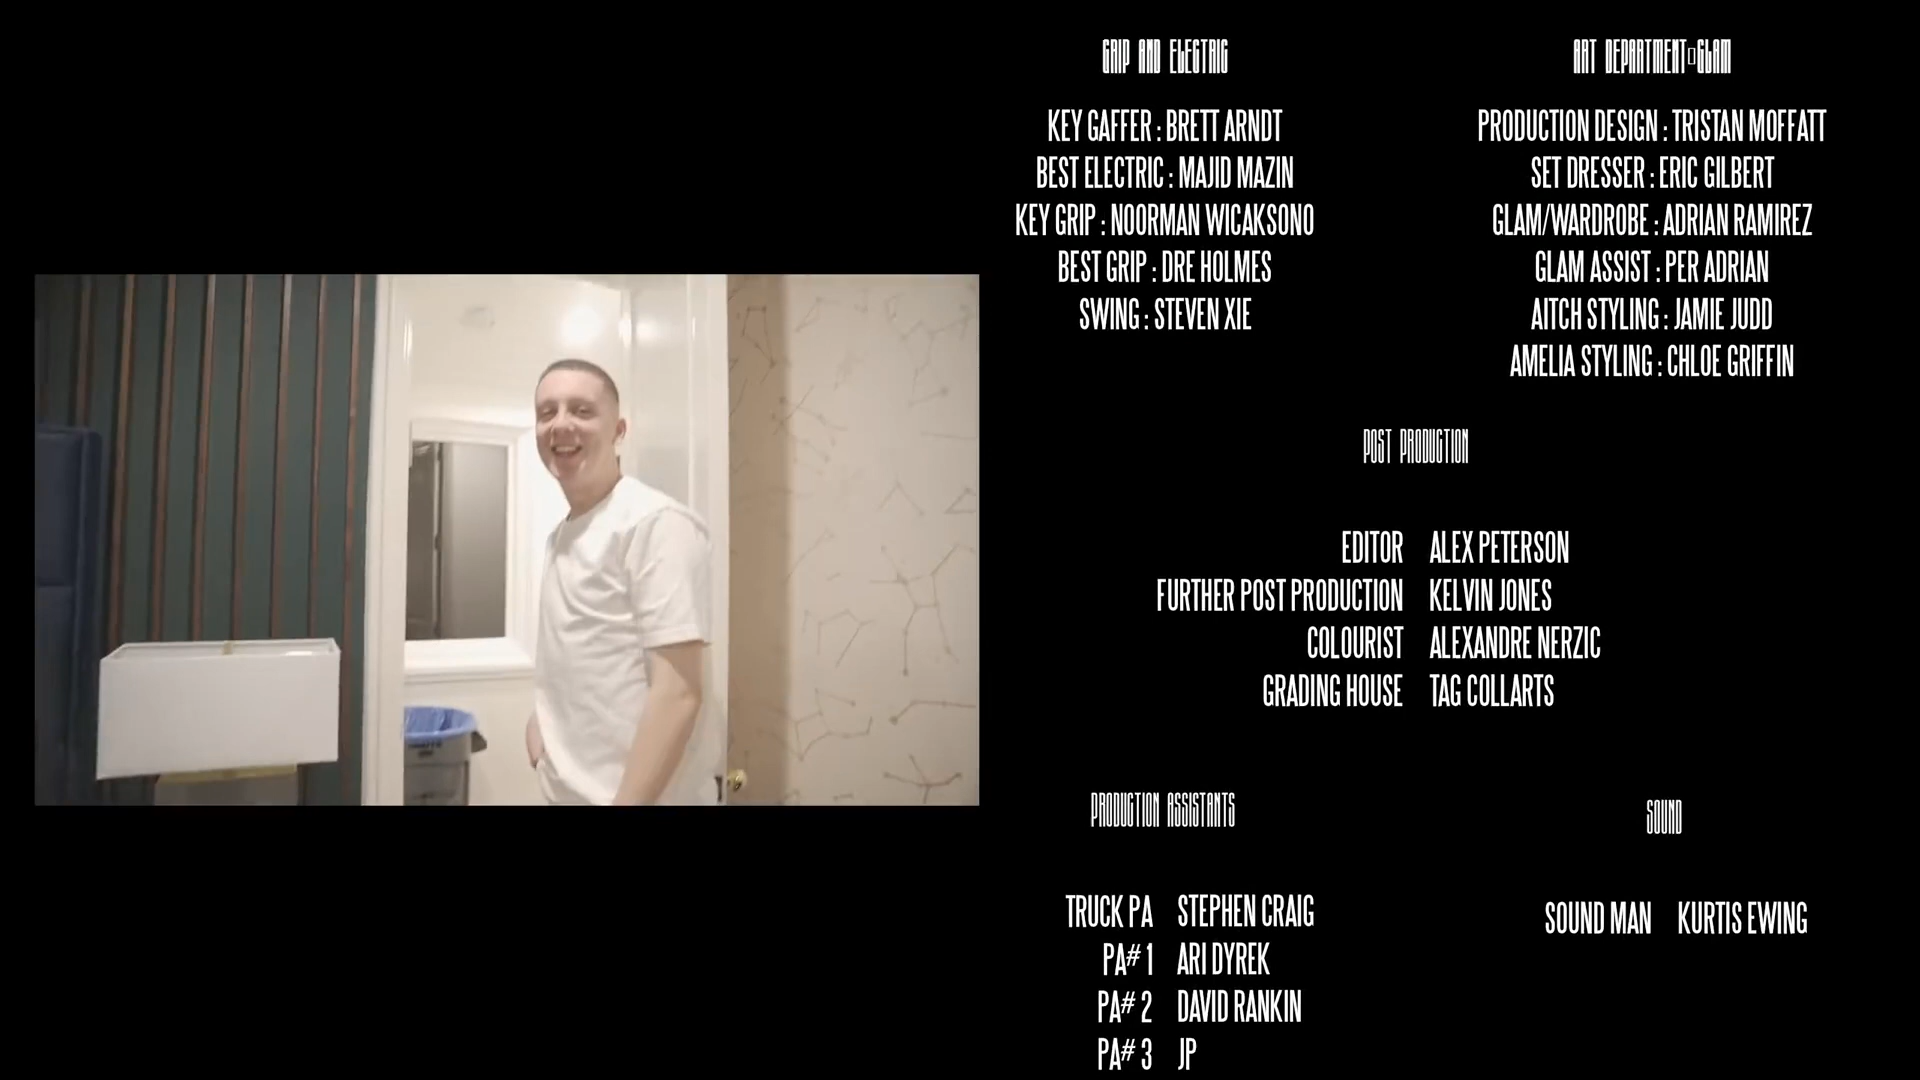 GRIP AND ELECTRIC
KEY GAFFER : BRETT ARNDT
BEST ELECTRIC : MAJID MAZIN
KEY GRIP : NOORMAN WICAKSONO
BEST GRIP : DRE HOLMES
SWING : STEVEN XIE
ART DEPARTMENT▯GLAM
PRODUCTION DESIGN : TRISTAN MOFFATT
SET DRESSER : ERIC GILBERT
GLAM/WARDROBE : ADRIAN RAMIREZ
GLAM ASSIST : PER ADRIAN
AITCH STYLING : JAMIE JUDD
AMELIA STYLING : CHLOE GRIFFIN
POST PRODUCTION
EDITOR ALEX PETERSON
FURTHER POST PRODUCTION KELVIN JONES
COLOURIST ALEXANDRE NERZIC
GRADING HOUSE TAG COLLARTS
PRODUCTION ASSISTANTS
TRUCK PA STEPHEN CRAIG
PA# 1 ARI DYREK
PA# 2 DAVID RANKIN
PA# 3 JP
SOUND
SOUND MAN KURTIS EWING